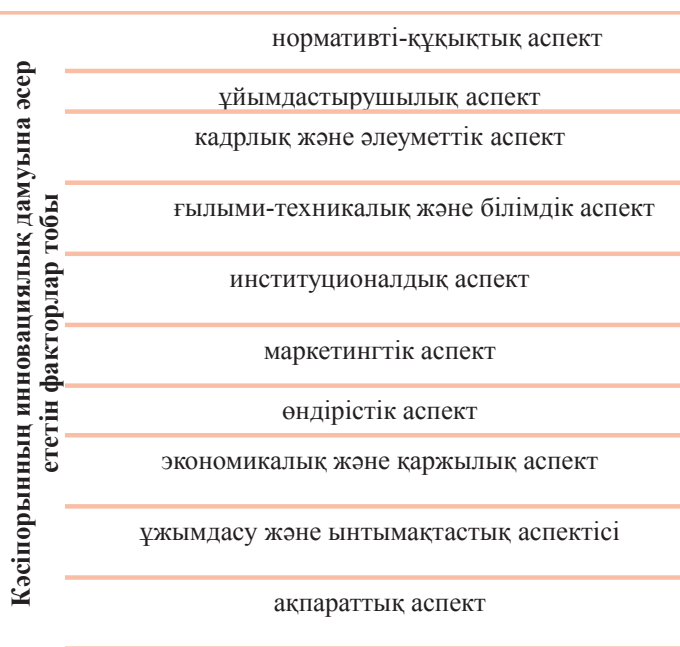 Кәсіпорынның инновациялық дамуына әсер
ететін факторлар тобы
нормативті-құқықтық аспект
ұйымдастырушылық аспект
кадрлық және әлеуметтік аспект
ғылыми-техникалық және білімдік аспект
институционалдық аспект
маркетингтік аспект
өндірістік аспект
экономикалық және қаржылық аспект
ұжымдасу және ынтымақтастық аспектісі
ақпараттық аспект